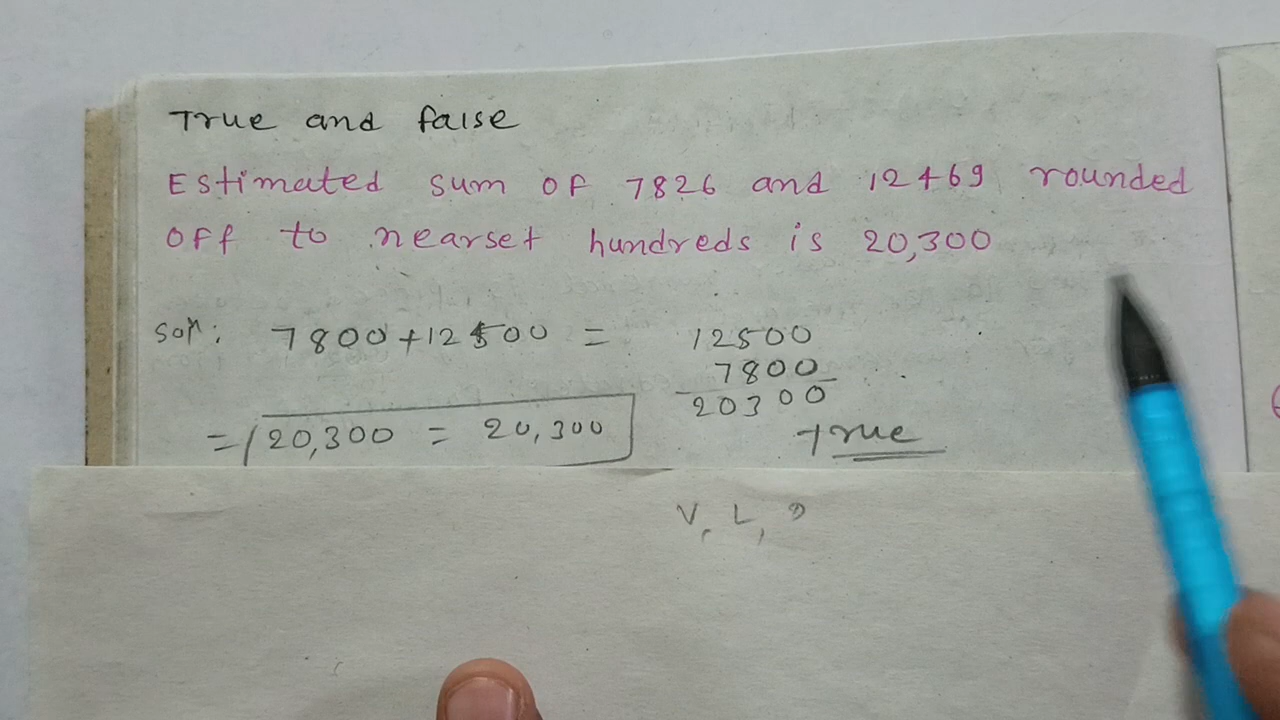 True and false
Estimated sum of 7826 and 12469 rounded
off to nearset hundreds is 20,300
Soln: 7800+12500 = 12500
7800
20300
= 20,300 = 20,300
True
V, L,